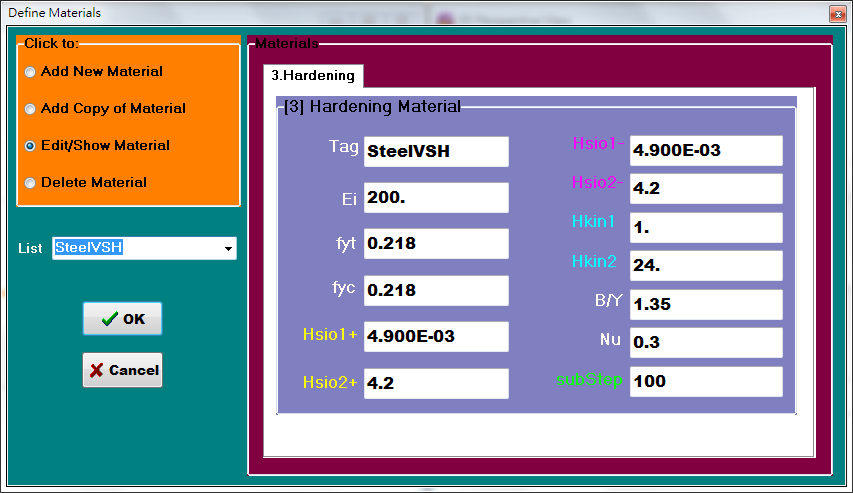 Define Materials
Click to:
Add New Material
Add Copy of Material
Edit/Show Material
Delete Material
List SteelVSH
OK
Cancel
Materials
3.Hardening
[3] Hardening Material
Tag SteelVSH
Ei 200.
fyt 0.218
fyc 0.218
Hsio1+ 4.900E-03
Hsio2+ 4.2
Hsio1- 4.900E-03
Hsio2- 4.2
Hkin1 1.
Hkin2 24.
B/Y 1.35
Nu 0.3
subStep 100